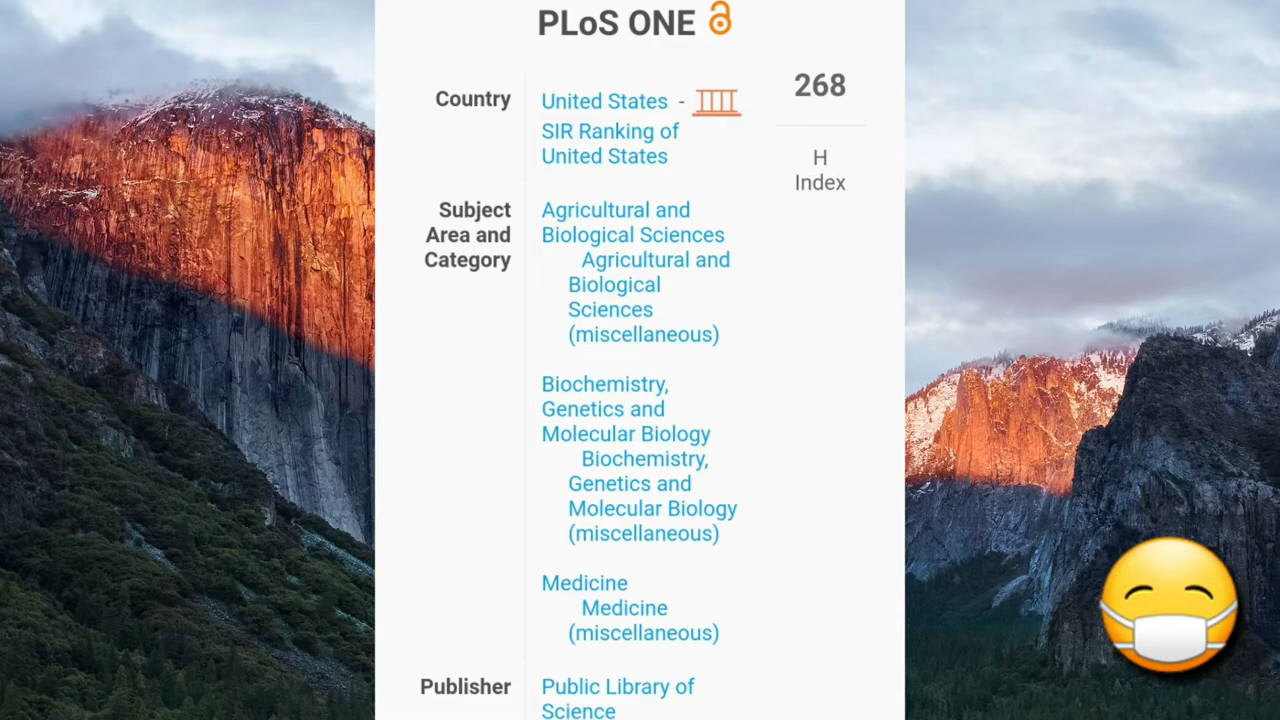 PLoS ONE
Country
United States -
SIR Ranking of
United States
268
H
Index
Subject
Area and
Category
Agricultural and
Biological Sciences
Agricultural and
Biological
Sciences
(miscellaneous)
Biochemistry,
Genetics and
Molecular Biology
Biochemistry,
Genetics and
Molecular Biology
(miscellaneous)
Medicine
Medicine
(miscellaneous)
Publisher
Public Library of
Science